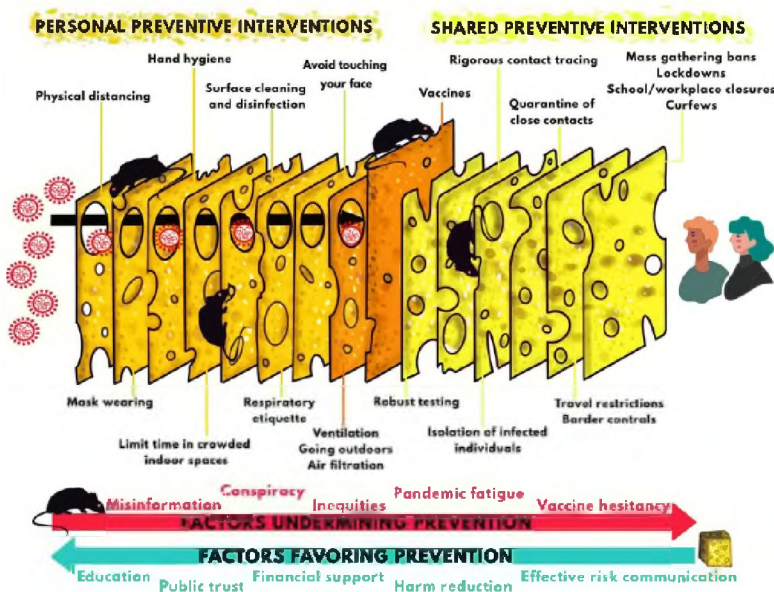 PERSONAL PREVENTIVE INTERVENTIONS
SHARED PREVENTIVE INTERVENTIONS
Hand hygiene
Physical distancing
Surface cleaning
and disinfection
Avoid touching
your face
Vaccines
Rigorous contact tracing
Quarantine of
close contacts
Mass gathering bans
Lockdowns
School/workplace closures
Curfews
Mask wearing
Limit time in crowded
indoor spaces
Respiratory
etiquette
Ventilation
Going outdoors
Air filtration
Robust testing
Isolation of infected
individuals
Travel restrictions
Border controls
Misinformation
Conspiracy
Inequities
Pandemic fatigue
Vaccine hesitancy
FACTORS UNDERMINING PREVENTION
FACTORS FAVORING PREVENTION
Education
Public trust
Financial support
Harm reduction
Effective risk communication